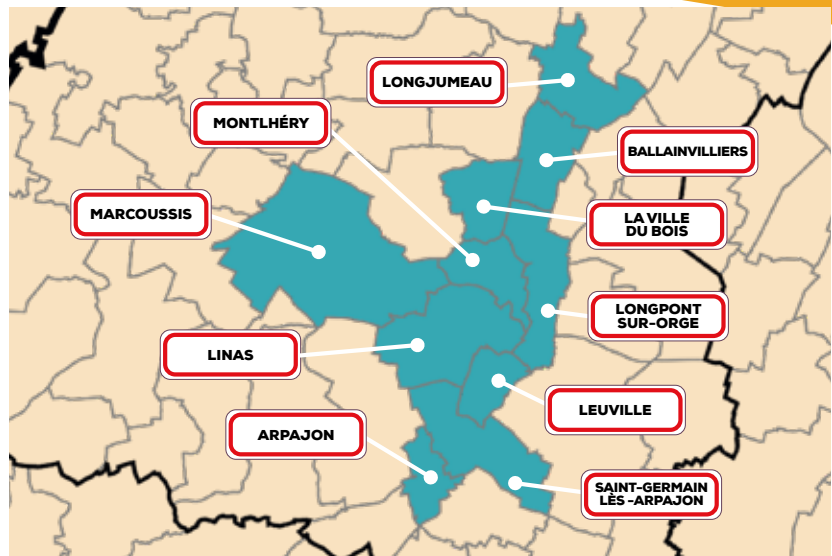 LONGJUMEAU
MONTLHÉRY
BALLAINVILLIERS
MARCOUSSIS
LA VILLE
DU BOIS
LONGPONT
SUR-ORGE
LINAS
LEUVILLE
ARPAJON
SAINT-GERMAIN
LÈS -ARPAJON